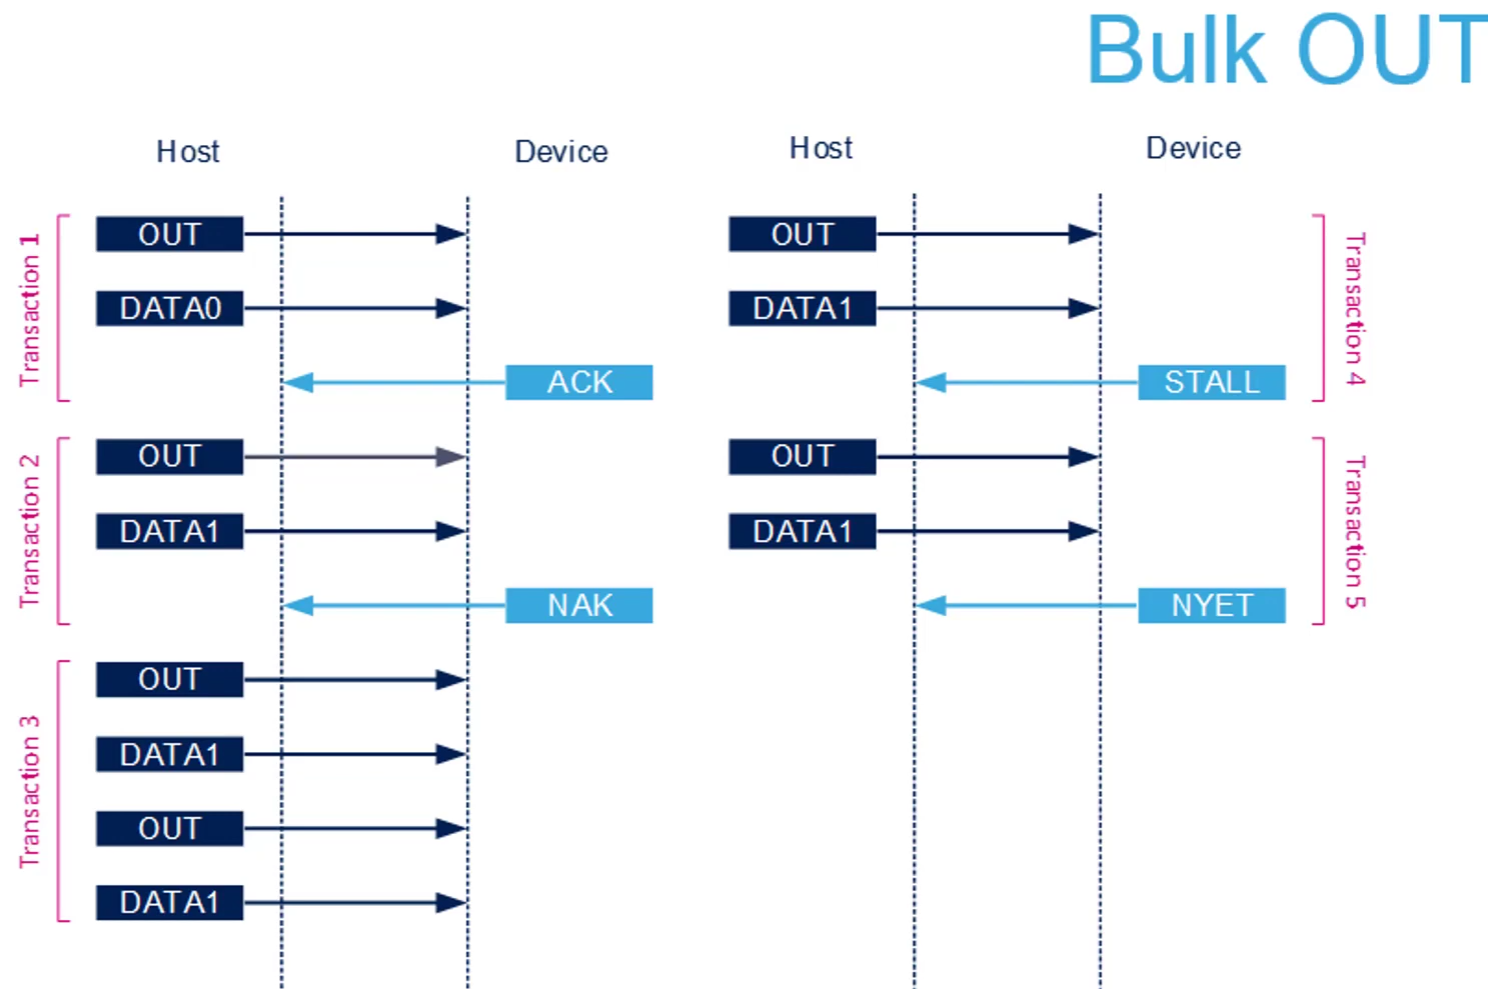 Bulk OUT
Host
Device
Transaction 1
OUT
DATA0
ACK
Transaction 2
OUT
DATA1
NAK
Transaction 3
OUT
DATA1
OUT
DATA1
Host
Device
OUT
DATA1
STALL
Transaction 4
OUT
DATA1
NYET
Transaction 5